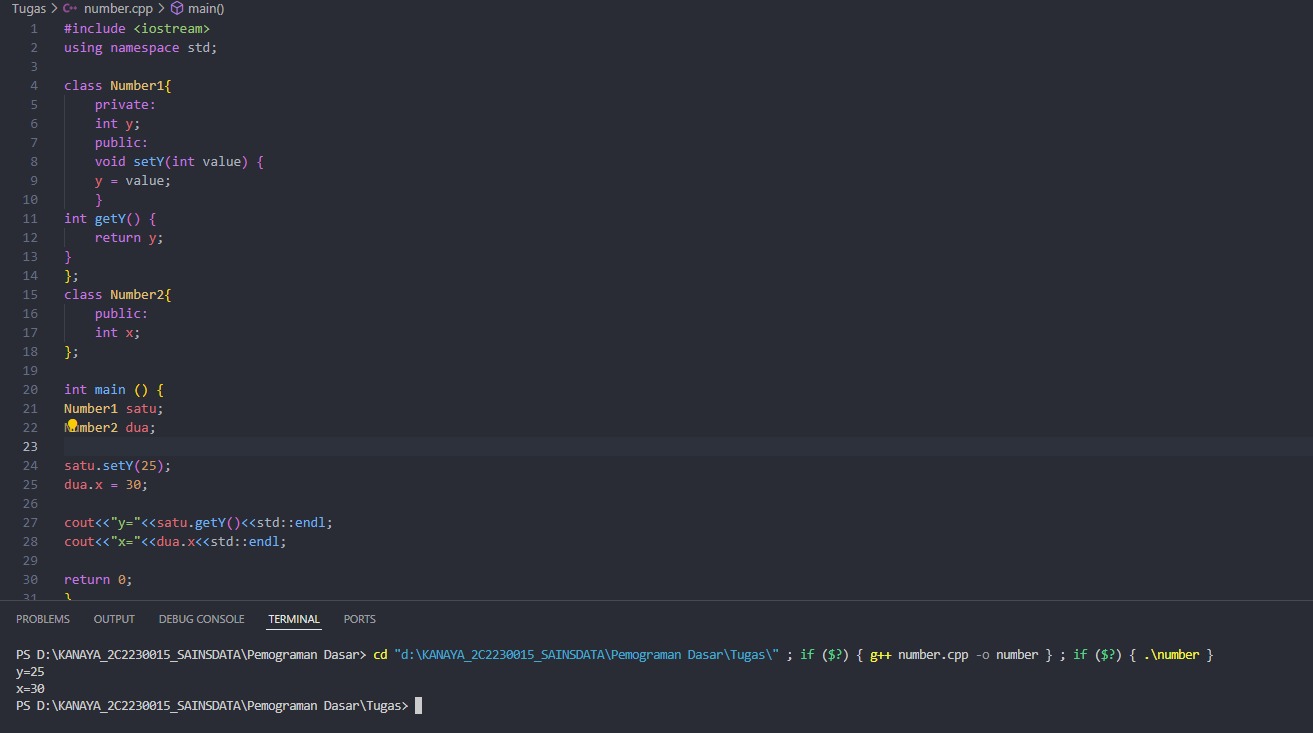 Tugas > C++ number.cpp > main()
1 #include <iostream>
2 using namespace std;
3
4 class Number1{
5     private:
6     int y;
7     public:
8     void setY(int value) {
9     y = value;
10     }
11 int getY() {
12     return y;
13 }
14 };
15 class Number2{
16     public:
17     int x;
18 };
19
20 int main () {
21 Number1 satu;
22 Number2 dua;
23
24 satu.setY(25);
25 dua.x = 30;
26
27 cout<<"y="<<satu.getY()<<std::endl;
28 cout<<"x="<<dua.x<<std::endl;
29
30 return 0;
31 }
PROBLEMS OUTPUT DEBUG CONSOLE TERMINAL PORTS
PS D:\KANAYA_2C2230015_SAINSDATA\Pemograman Dasar> cd "d:\KANAYA_2C2230015_SAINSDATA\Pemograman Dasar\Tugas\" ; if ($?) { g++ number.cpp -o number } ; if ($?) { .\number }
y=25
x=30
PS D:\KANAYA_2C2230015_SAINSDATA\Pemograman Dasar\Tugas>